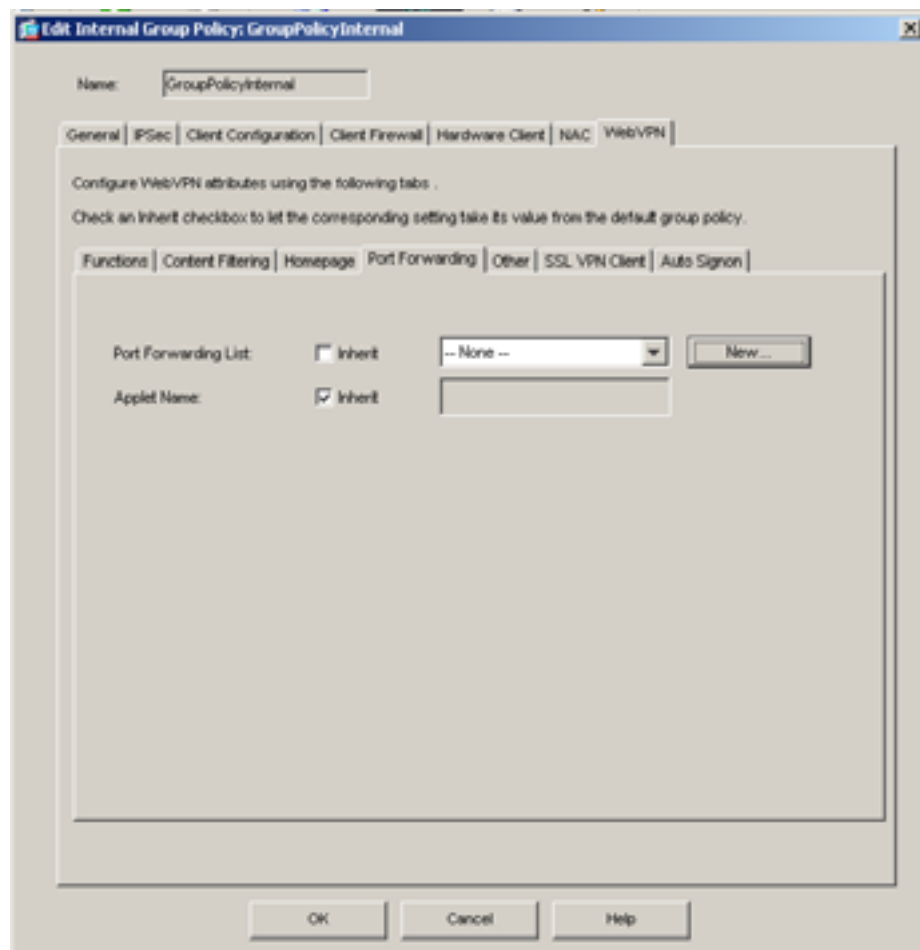 Edit Internal Group Policy: GroupPolicyInternal
Name: GroupPolicyInternal
General IPSec Client Configuration Client Firewall Hardware Client NAC WebVPN
Configure WebVPN attributes using the following tabs .
Check an Inherit checkbox to let the corresponding setting take its value from the default group policy.
Functions Content Filtering Homepage Port Forwarding Other SSL VPN Client Auto Signon
Port Forwarding List: Inherit -- None -- New...
Applet Name: Inherit
OK Cancel Help